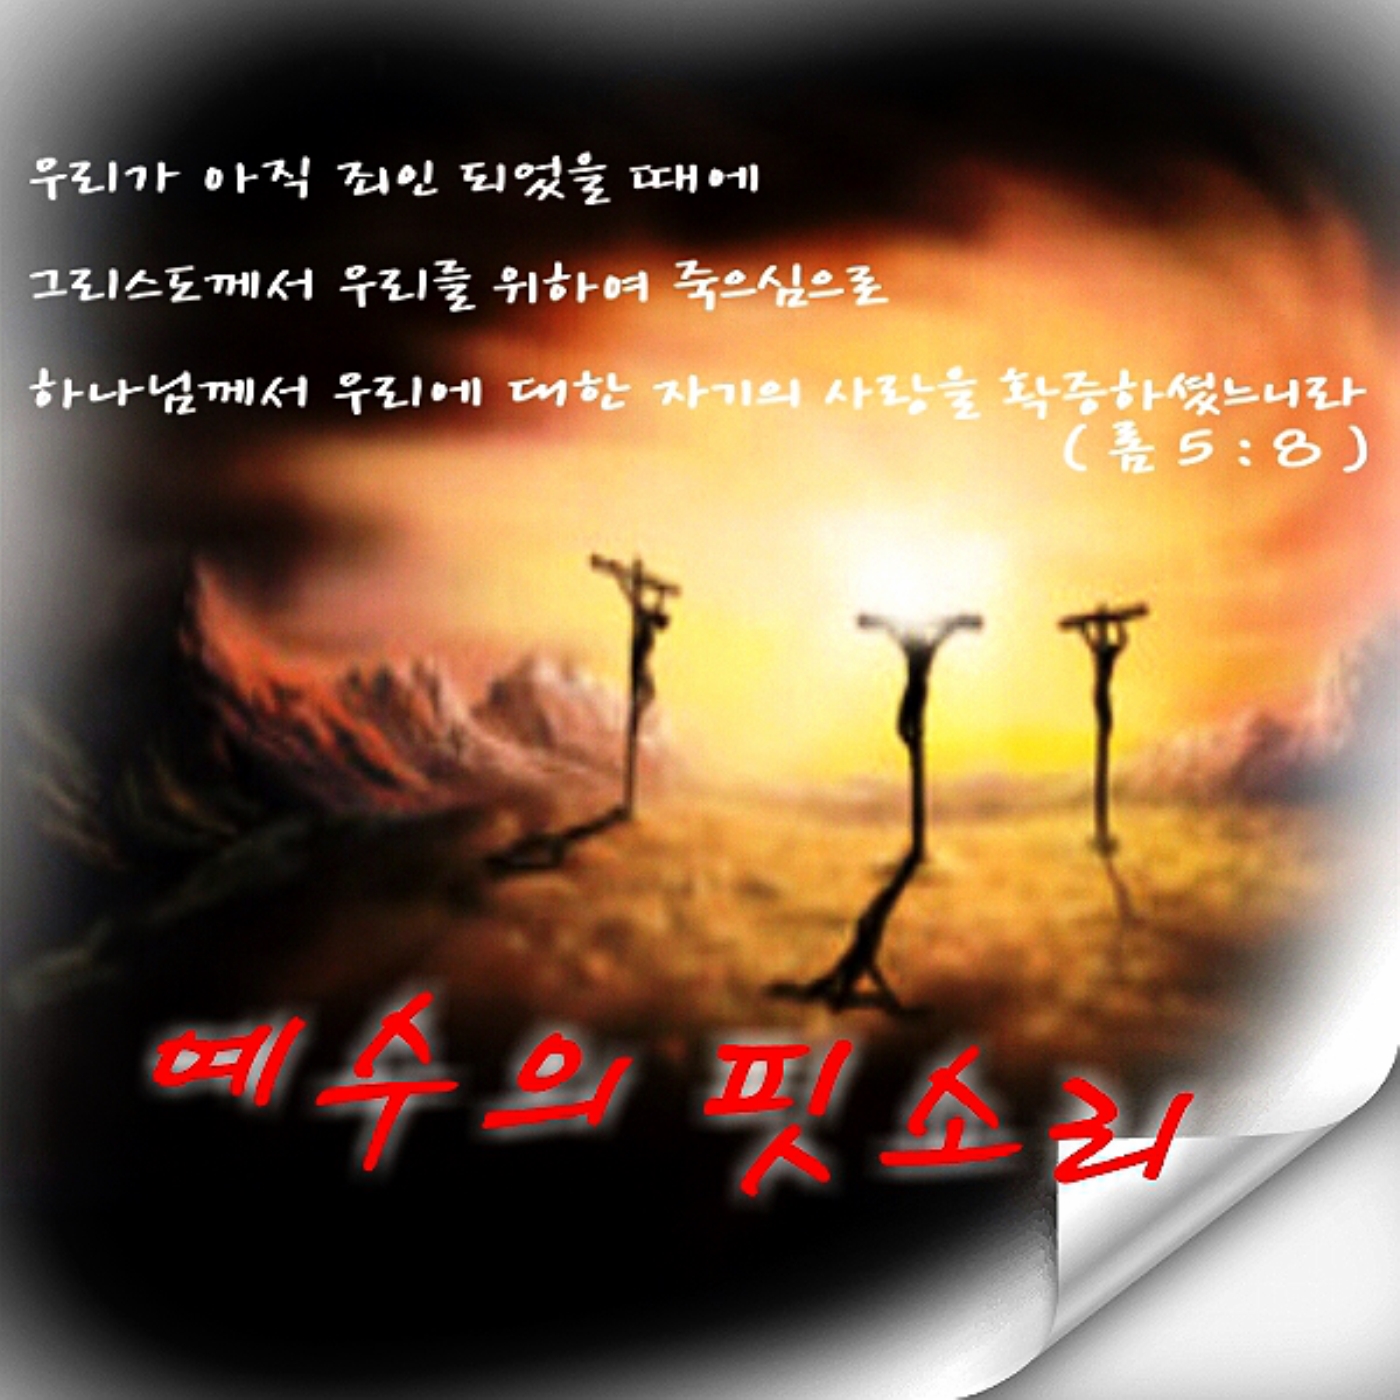 우리가 아직 죄인 되었을 때에
그리스도께서 우리를 위하여 죽으심으로
하나님께서 우리에 대한 자기의 사랑을 확증하셨느니라
( 롬 5 : 8 )
예수의 핏소리